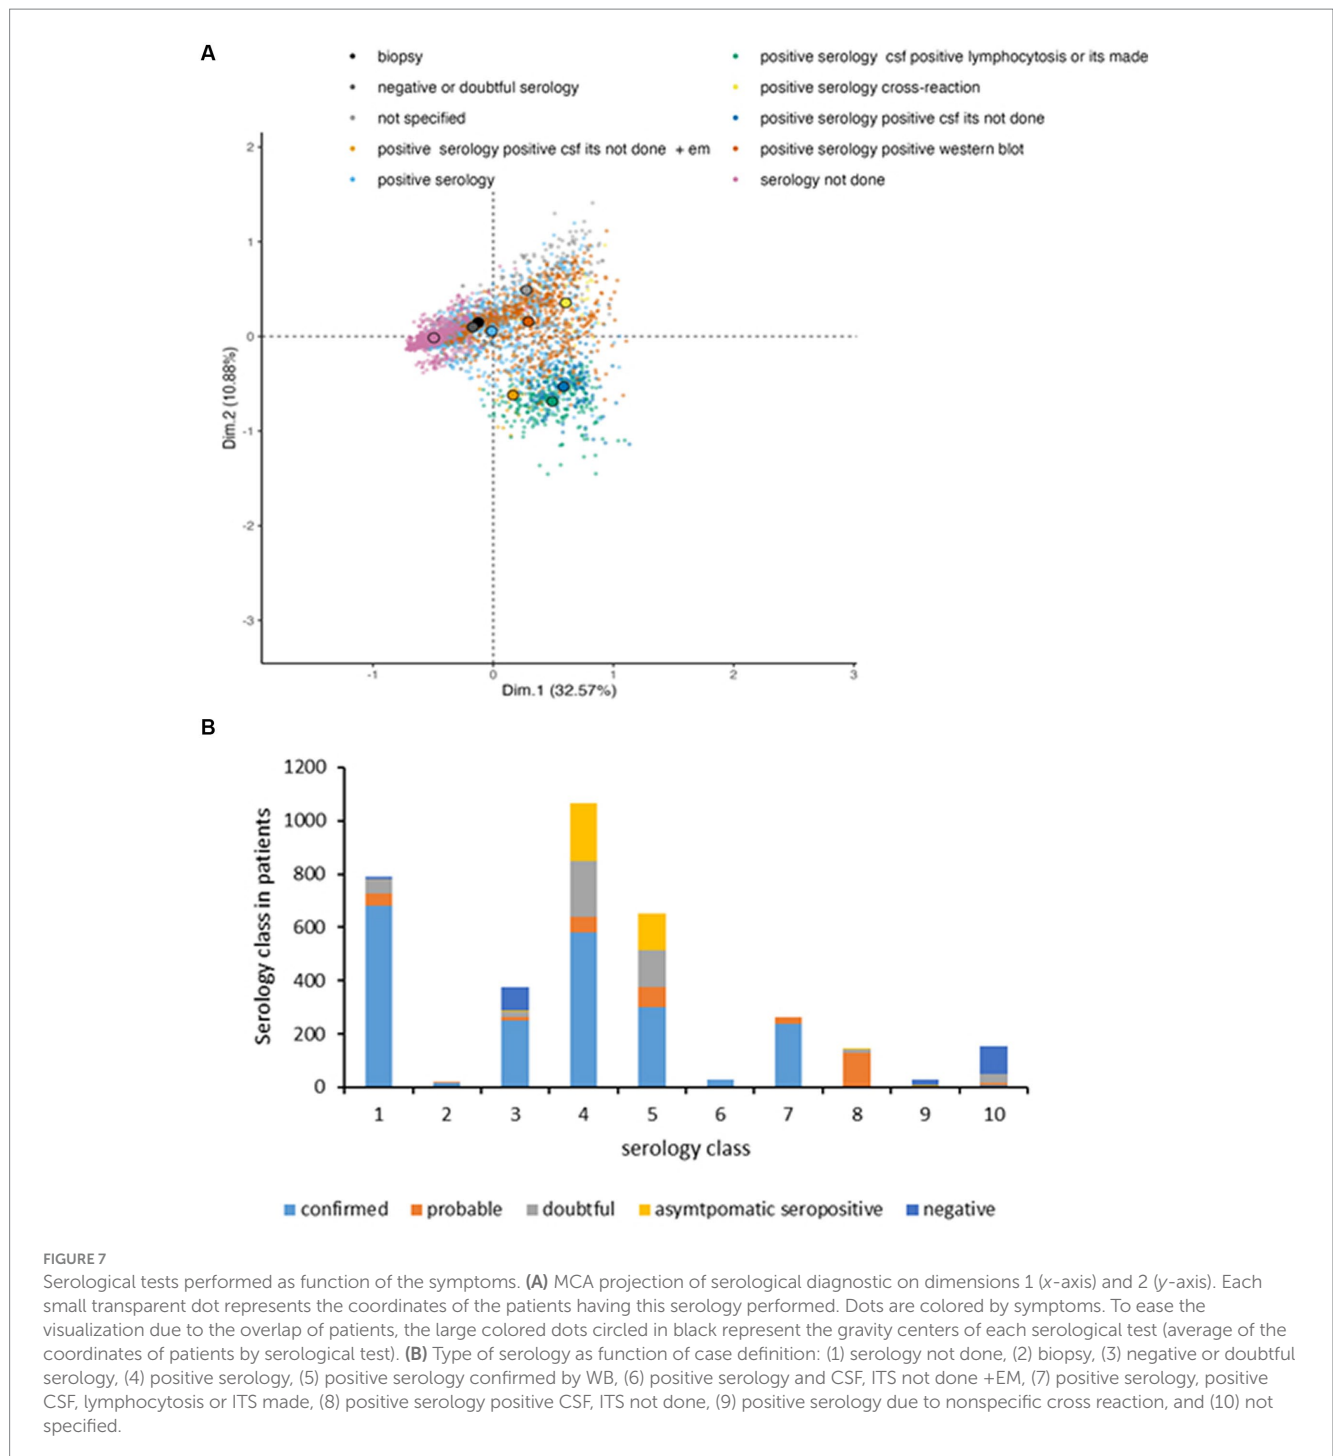 A
biopsy
negative or doubtful serology
not specified
positive serology positive csf its not done + em
positive serology
positive serology csf positive lymphocytosis or its made
positive serology cross-reaction
positive serology positive csf its not done
positive serology positive western blot
serology not done
2
1
0
-1
-2
-3
Dim.2 (10.88%)
-1
0
1
2
3
Dim.1 (32.57%)
B
1200
1000
800
600
400
200
0
Serology class in patients
1
2
3
4
5
6
7
8
9
10
serology class
confirmed
probable
doubtful
asymtpomatic seropositive
negative
FIGURE 7
Serological tests performed as function of the symptoms. (A) MCA projection of serological diagnostic on dimensions 1 (x-axis) and 2 (y-axis). Each
small transparent dot represents the coordinates of the patients having this serology performed. Dots are colored by symptoms. To ease the
visualization due to the overlap of patients, the large colored dots circled in black represent the gravity centers of each serological test (average of the
coordinates of patients by serological test). (B) Type of serology as function of case definition: (1) serology not done, (2) biopsy, (3) negative or doubtful
serology, (4) positive serology, (5) positive serology confirmed by WB, (6) positive serology and CSF, ITS not done +EM, (7) positive serology, positive
CSF, lymphocytosis or ITS made, (8) positive serology positive CSF, ITS not done, (9) positive serology due to nonspecific cross reaction, and (10) not
specified.